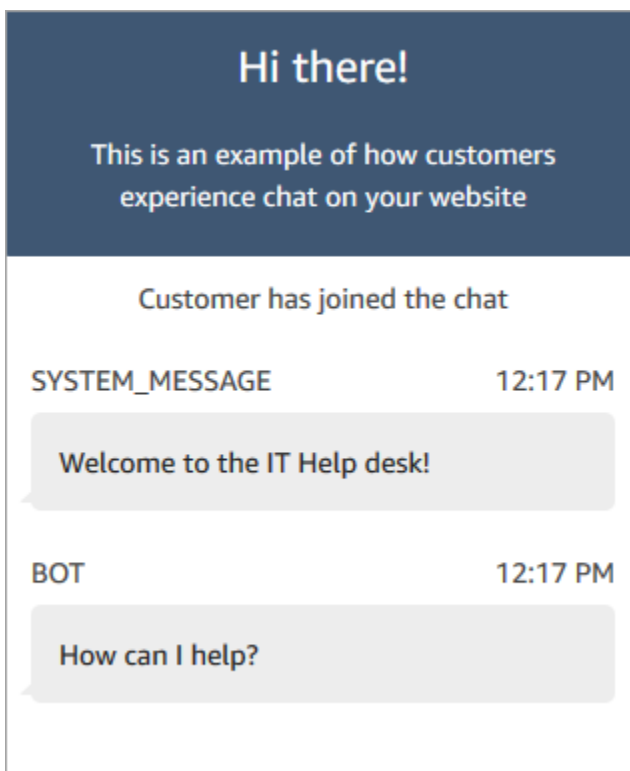 Hi there!
This is an example of how customers
experience chat on your website
Customer has joined the chat
SYSTEM_MESSAGE 12:17 PM
Welcome to the IT Help desk!
BOT 12:17 PM
How can I help?